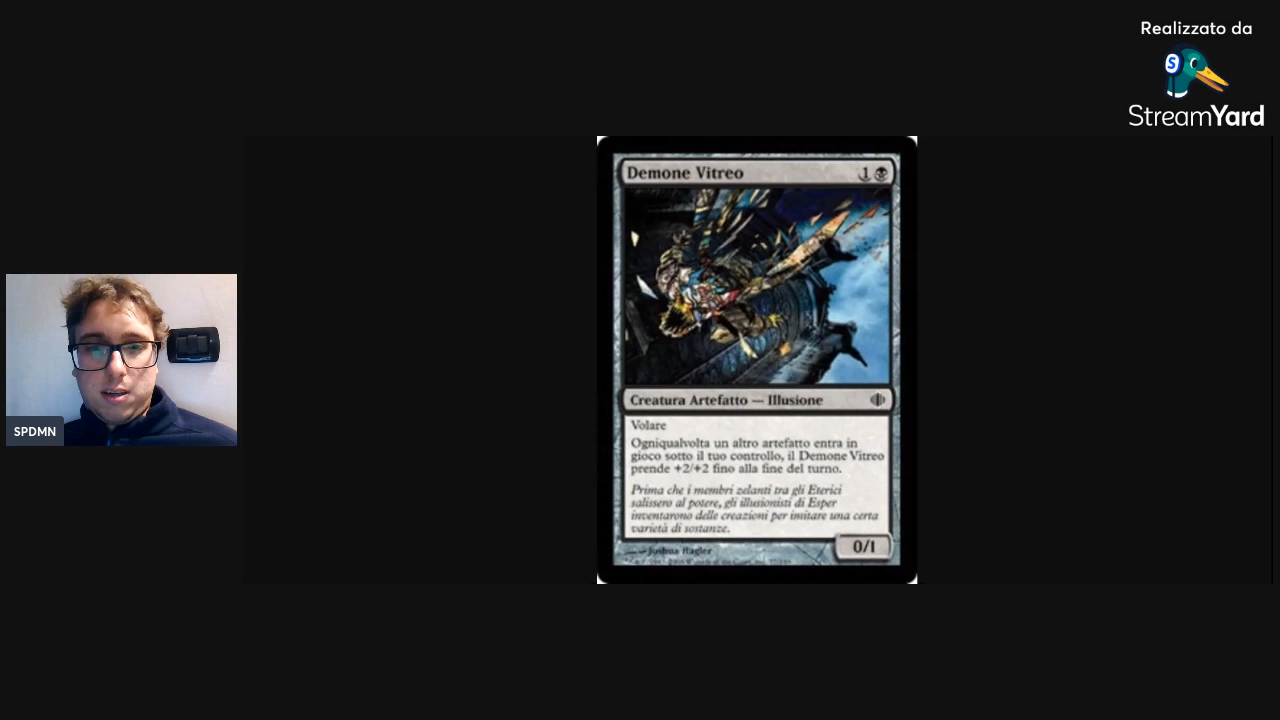 Realizzato da
StreamYard
Demone Vitreo 1
Creatura Artefatto — Illusione
Volare
Ogniqualvolta un altro artefatto entra in
gioco sotto il tuo controllo, il Demone Vitreo
prende +2/+2 fino alla fine del turno.
Prima che i membri zelanti tra gli Eterici
salissero al potere, gli illusionisti di Esper
inventarono delle creazioni per imitare una certa
varietà di sostanze.
0/1
Joshua Hagler
SPDMN